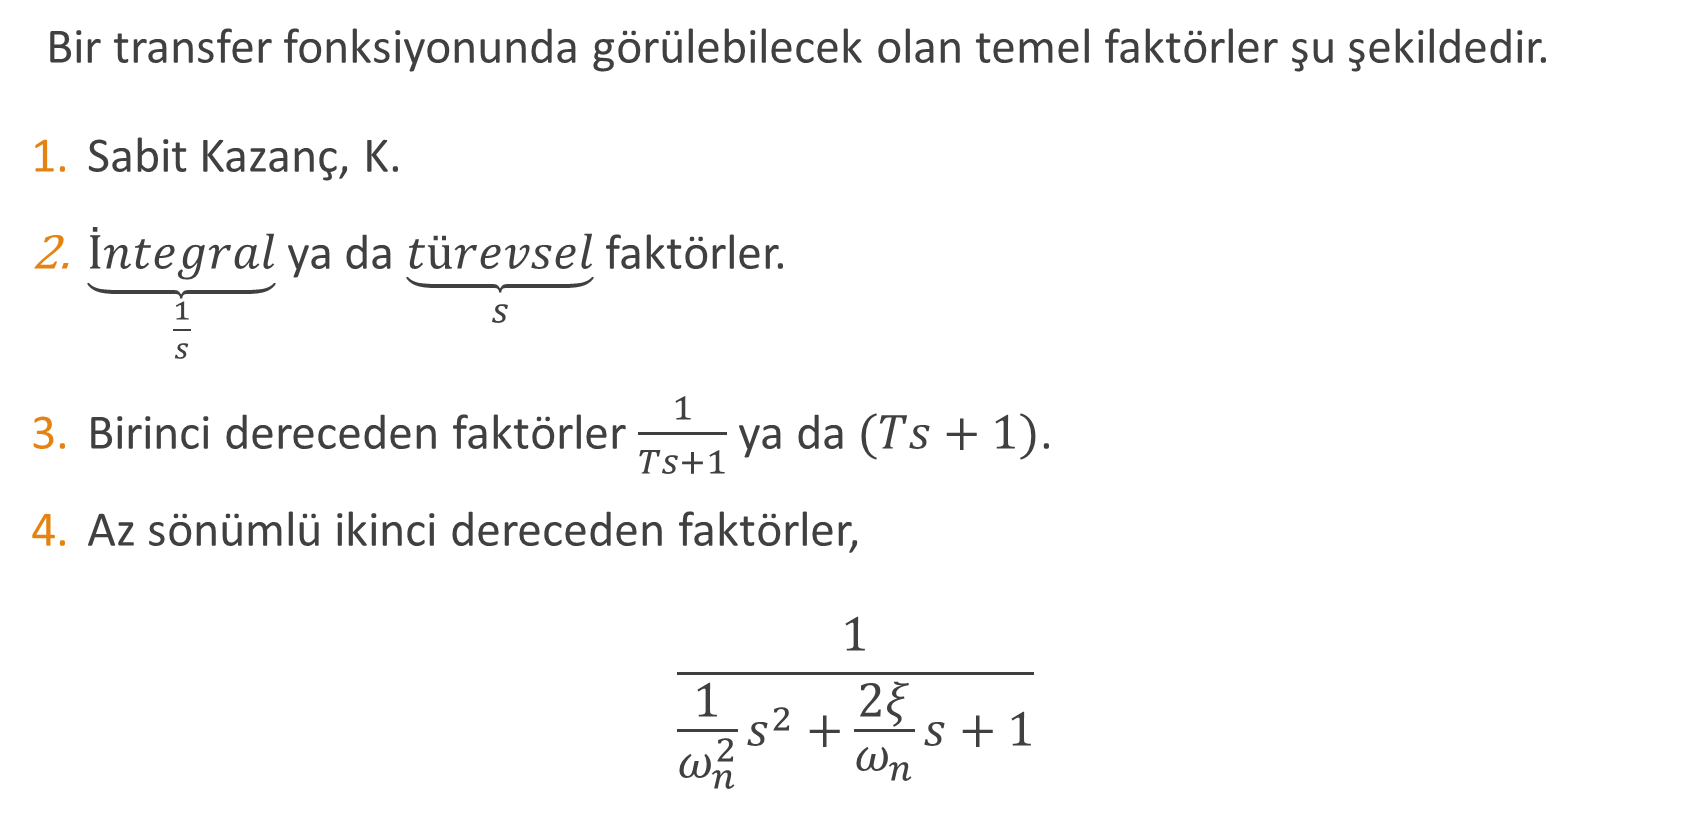 Bir transfer fonksiyonunda görülebilecek olan temel faktörler şu şekildedir.
1. Sabit Kazanç, K.
2. İntegral ya da türevsel faktörler.
1/s s
3. Birinci dereceden faktörler 1/(Ts+1) ya da (Ts + 1).
4. Az sönümlü ikinci dereceden faktörler,
1
1/ω_n^2 s^2 + 2ξ/ω_n s + 1